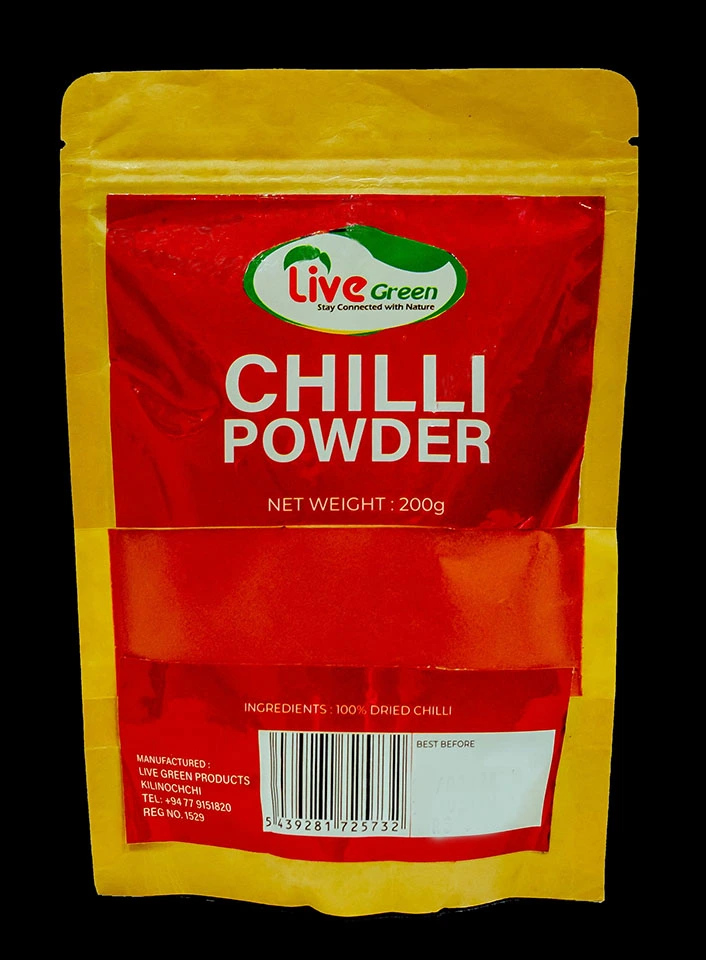 Live Green
Stay Connected with Nature
CHILLI
POWDER
NET WEIGHT : 200g
INGREDIENTS : 100% DRIED CHILLI
MANUFACTURED :
LIVE GREEN PRODUCTS
KILINOCHCHI
TEL: +94 77 9151820
REG NO. 1529
5 439281 725732
BEST BEFORE